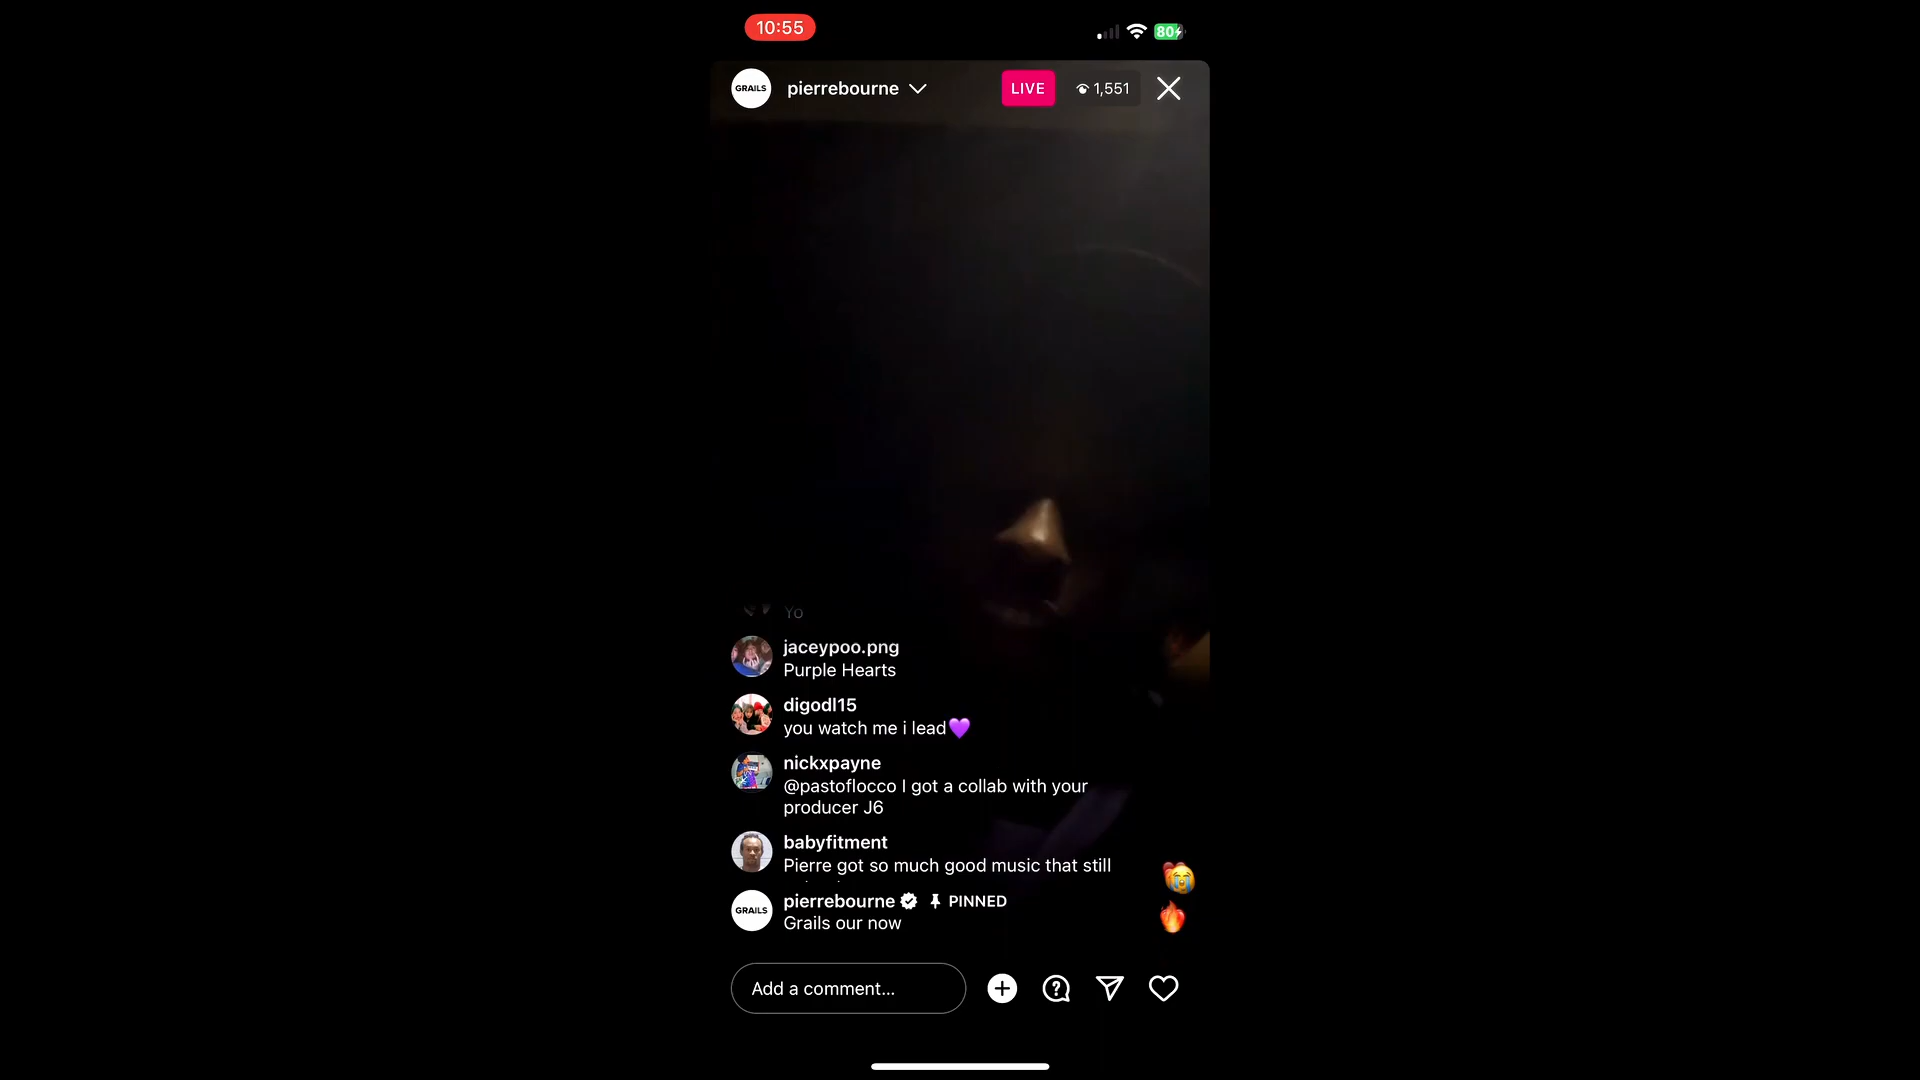 10:55
80
GRAILS
pierrebourne
LIVE
1,551
Yo
jaceypoo.png
Purple Hearts
digodl15
you watch me i lead💜
nickxpayne
@pastoflocco I got a collab with your
producer J6
babyfitment
Pierre got so much good music that still
GRAILS
pierrebourne PINNED
Grails our now
Add a comment...